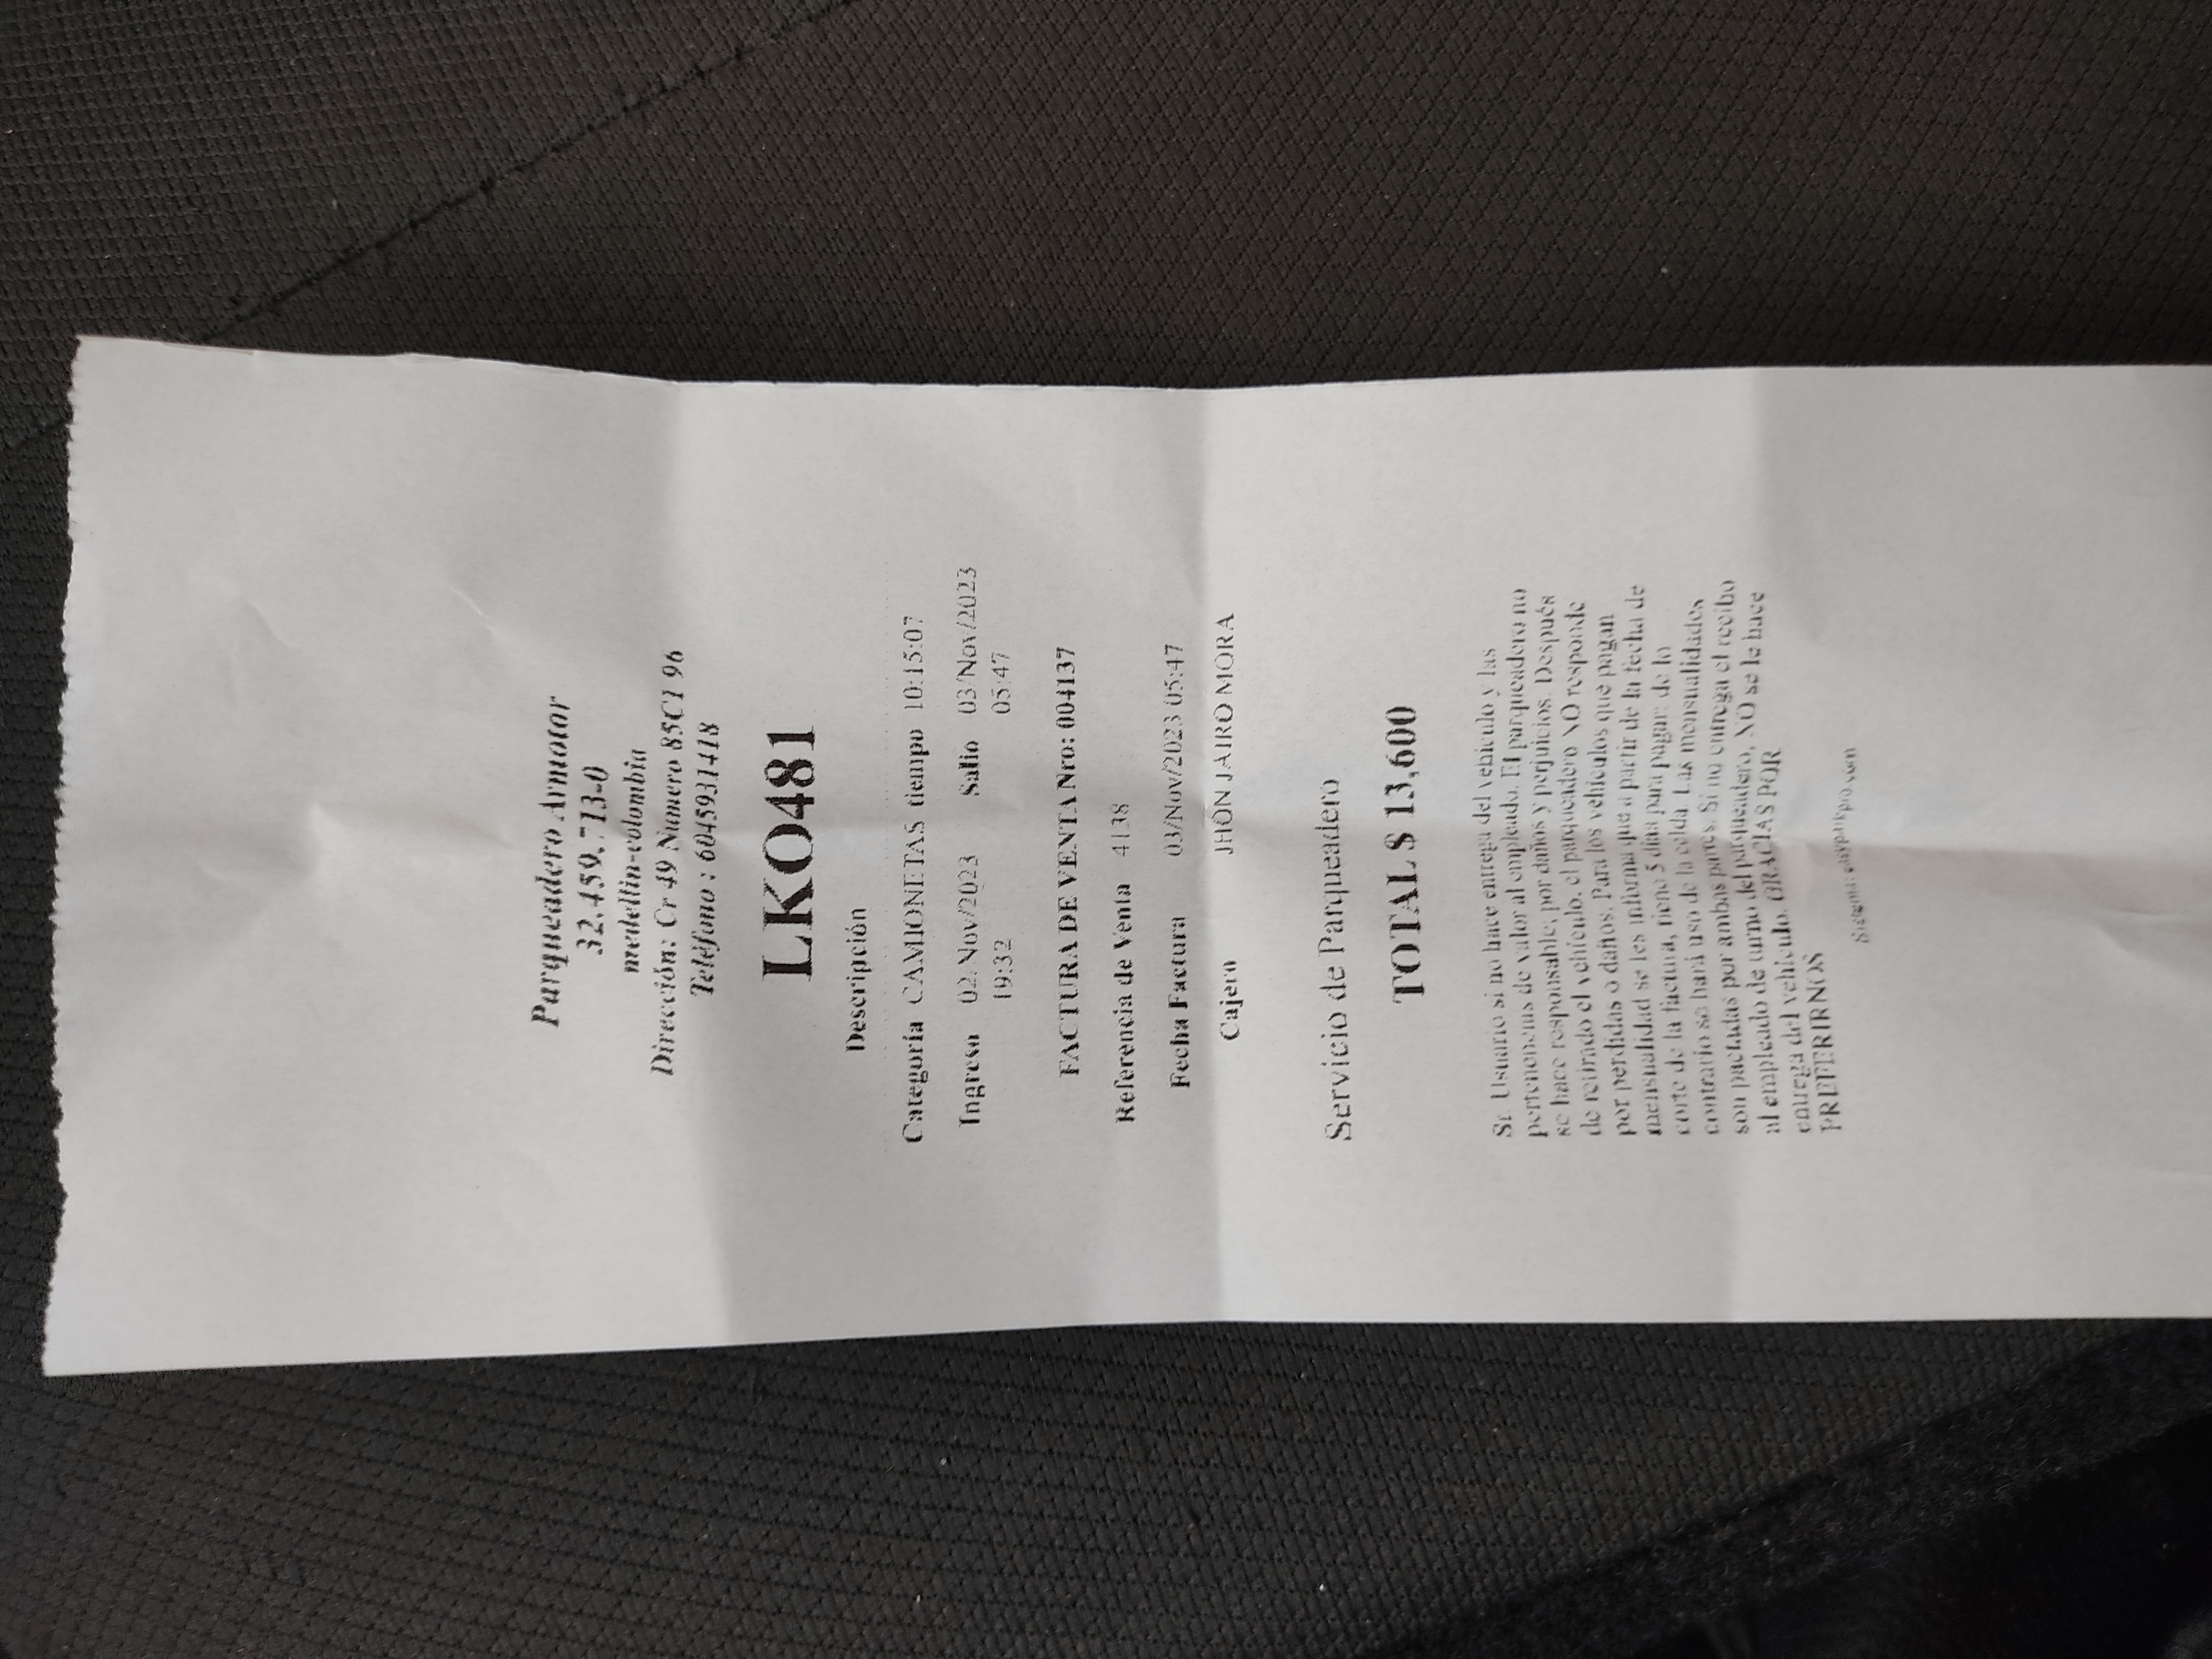 Parqueadero Armotor
32.459.713-0
medellin-colombia
Dirección: Cr 49 Numero 85C1 96
Teléfono : 6045931418
LKO481
Descripción
Categoría CAMIONETAS tiempo 10:15:07
Ingreso 02/Nov/2023 19:32 Salio 03/Nov/2023 05:47
FACTURA DE VENTA Nro: 004137
Referencia de Venta 4138
Fecha Factura 03/Nov/2023 05:47
Cajero JHON JAIRO MORA
Servicio de Parqueadero
TOTAL $ 13,600
Sr. Usuario si no hace entrega del vehículo y las
pertenencias de valor al empleado. El parqueadero no
se hace responsable; por daños y perjuicios. Después
de retirado el vehículo, el parqueadero NO responde
por perdidas o daños. Para los vehículos que pagan
mensualidad se les informa que a partir de la fecha de
corte de la factura, tiene 5 días para pagar: de lo
contrario se hará uso de la celda. Las mensualidades
son pactadas por ambas partes. Si no entrega el recibo
al empleado de turno del parqueadero, NO se le hace
entrega del vehículo. GRACIAS POR
PREFERIRNOS
Sistema: easyparkpro.com